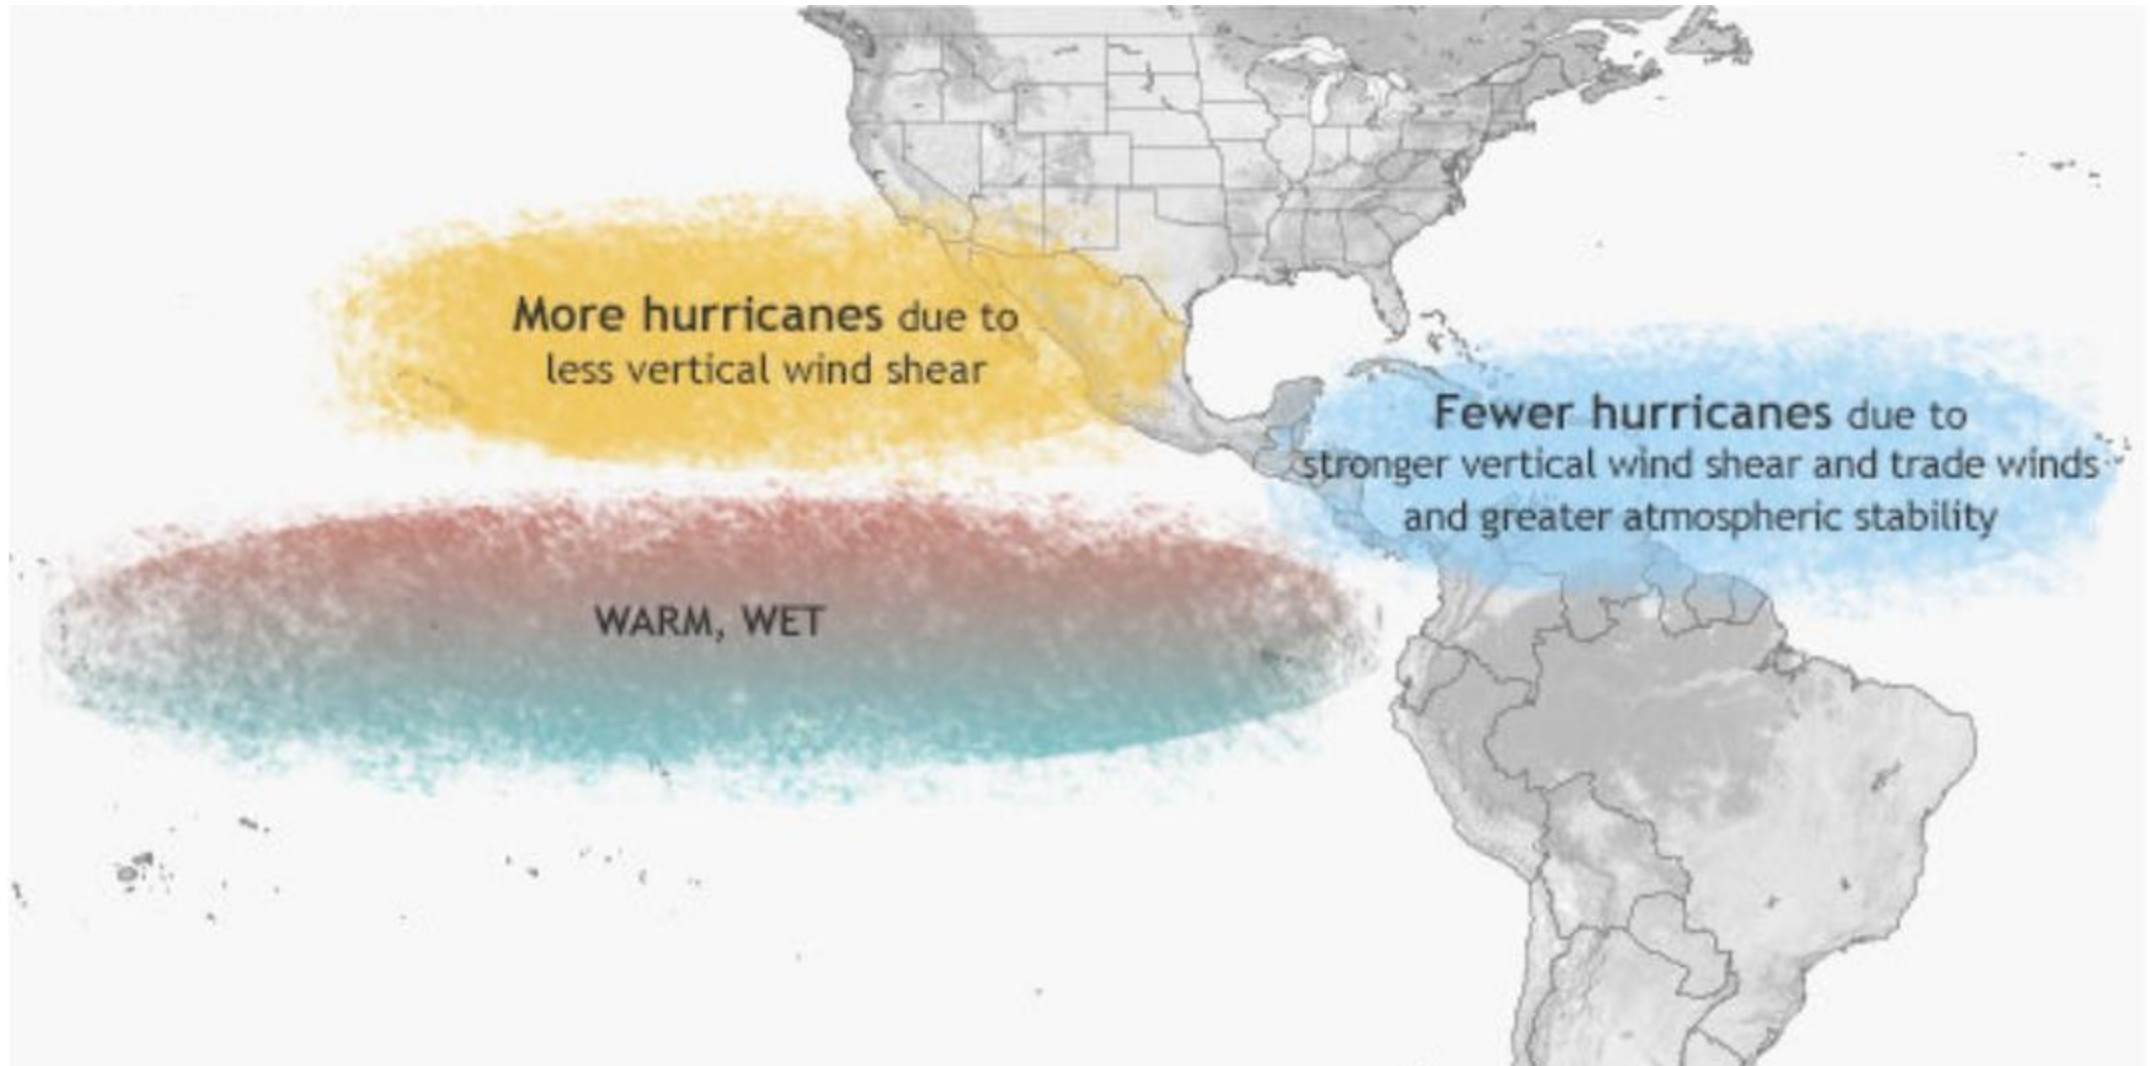 More hurricanes due to
less vertical wind shear
Fewer hurricanes due to
stronger vertical wind shear and trade winds
and greater atmospheric stability
WARM, WET